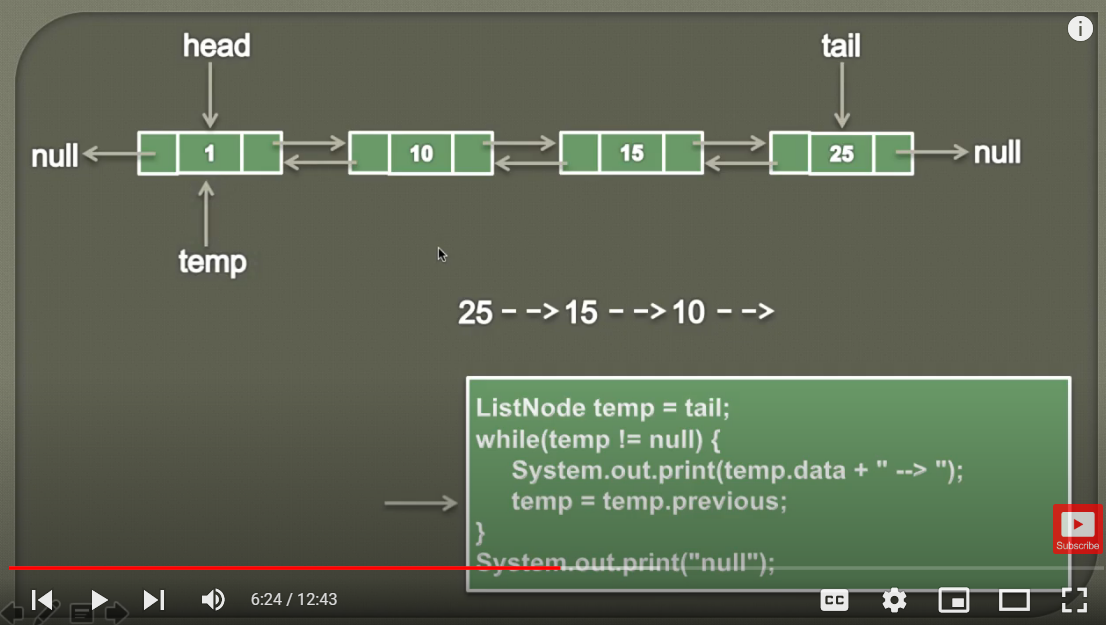 head
tail
null
1
10
15
25
null
temp
25 - -> 15 - -> 10 - ->
ListNode temp = tail;
while(temp != null) {
System.out.print(temp.data + " --> ");
temp = temp.previous;
}
System.out.print("null");
Subscribe
6:24 / 12:43
CC
i